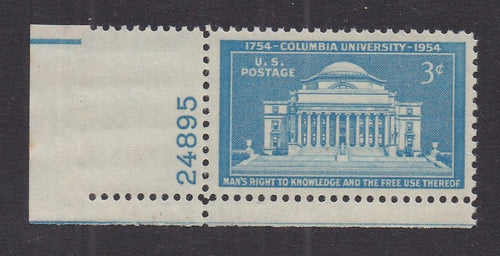 1754-COLUMBIA UNIVERSITY-1954
U.S.
POSTAGE
3¢
24895
MAN'S RIGHT TO KNOWLEDGE AND THE FREE USE THEREOF